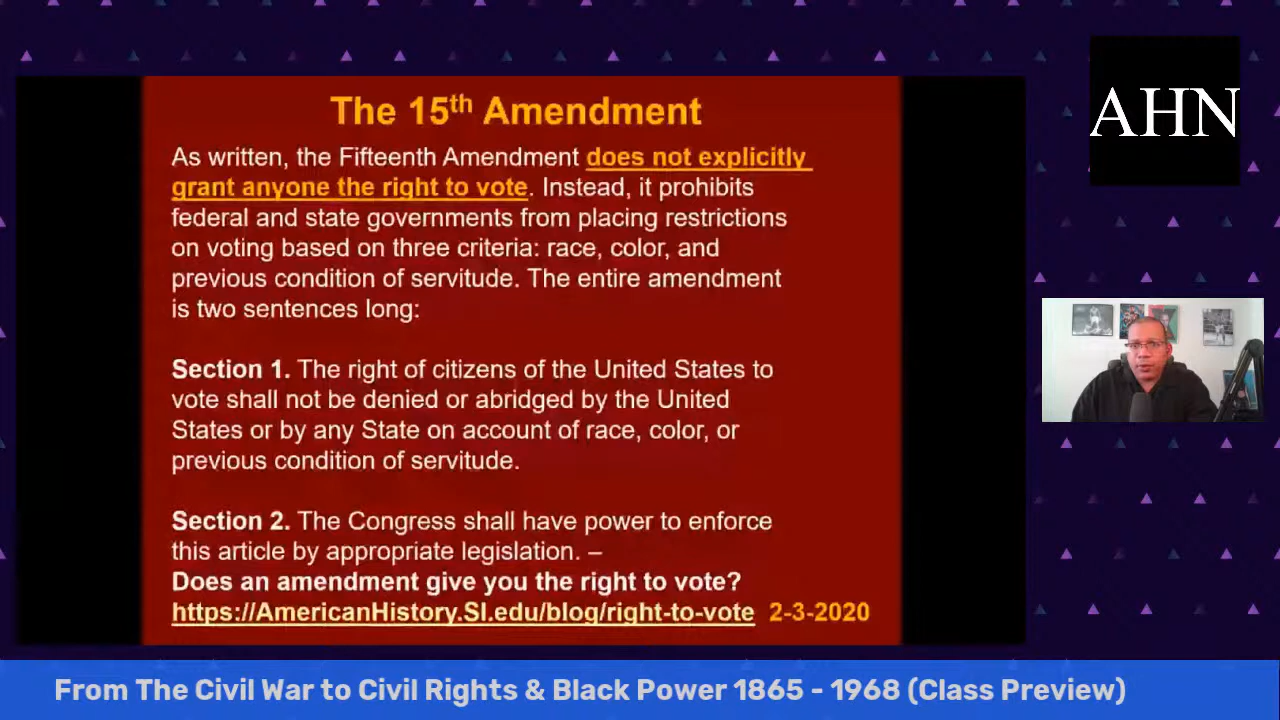 The 15th Amendment
As written, the Fifteenth Amendment does not explicitly
grant anyone the right to vote. Instead, it prohibits
federal and state governments from placing restrictions
on voting based on three criteria: race, color, and
previous condition of servitude. The entire amendment
is two sentences long:
Section 1. The right of citizens of the United States to
vote shall not be denied or abridged by the United
States or by any State on account of race, color, or
previous condition of servitude.
Section 2. The Congress shall have power to enforce
this article by appropriate legislation. –
Does an amendment give you the right to vote?
https://AmericanHistory.SI.edu/blog/right-to-vote 2-3-2020
AHN
From The Civil War to Civil Rights & Black Power 1865 - 1968 (Class Preview)